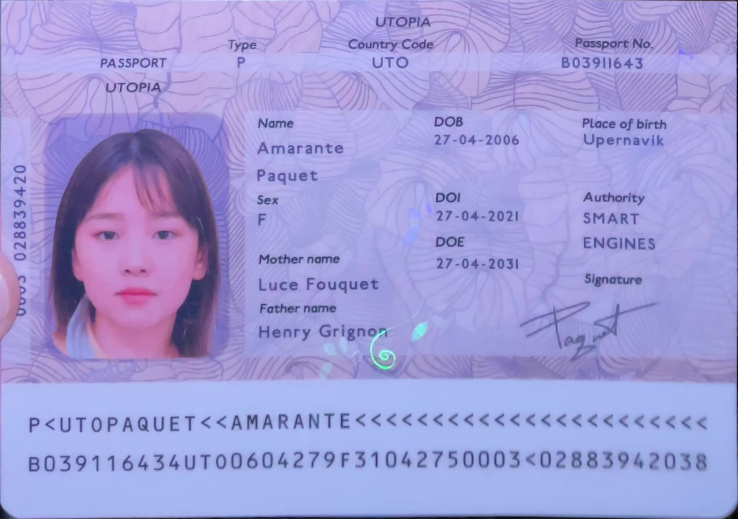 UTOPIA
Type Country Code Passport No.
PASSPORT P UTO B03911643
UTOPIA
Name DOB Place of birth
Amarante 27-04-2006 Upernavik
Paquet
Sex DOI Authority
F 27-04-2021 SMART
DOE ENGINES
Mother name 27-04-2031 Signature
Luce Fouquet
Father name
Henry Grignon
Paquet
0003 028839420
P<UTOPAQUET<<AMARANTE<<<<<<<<<<<<<<<<<<<<<<<
B039116434UTO0604279F31042750003<02883942038